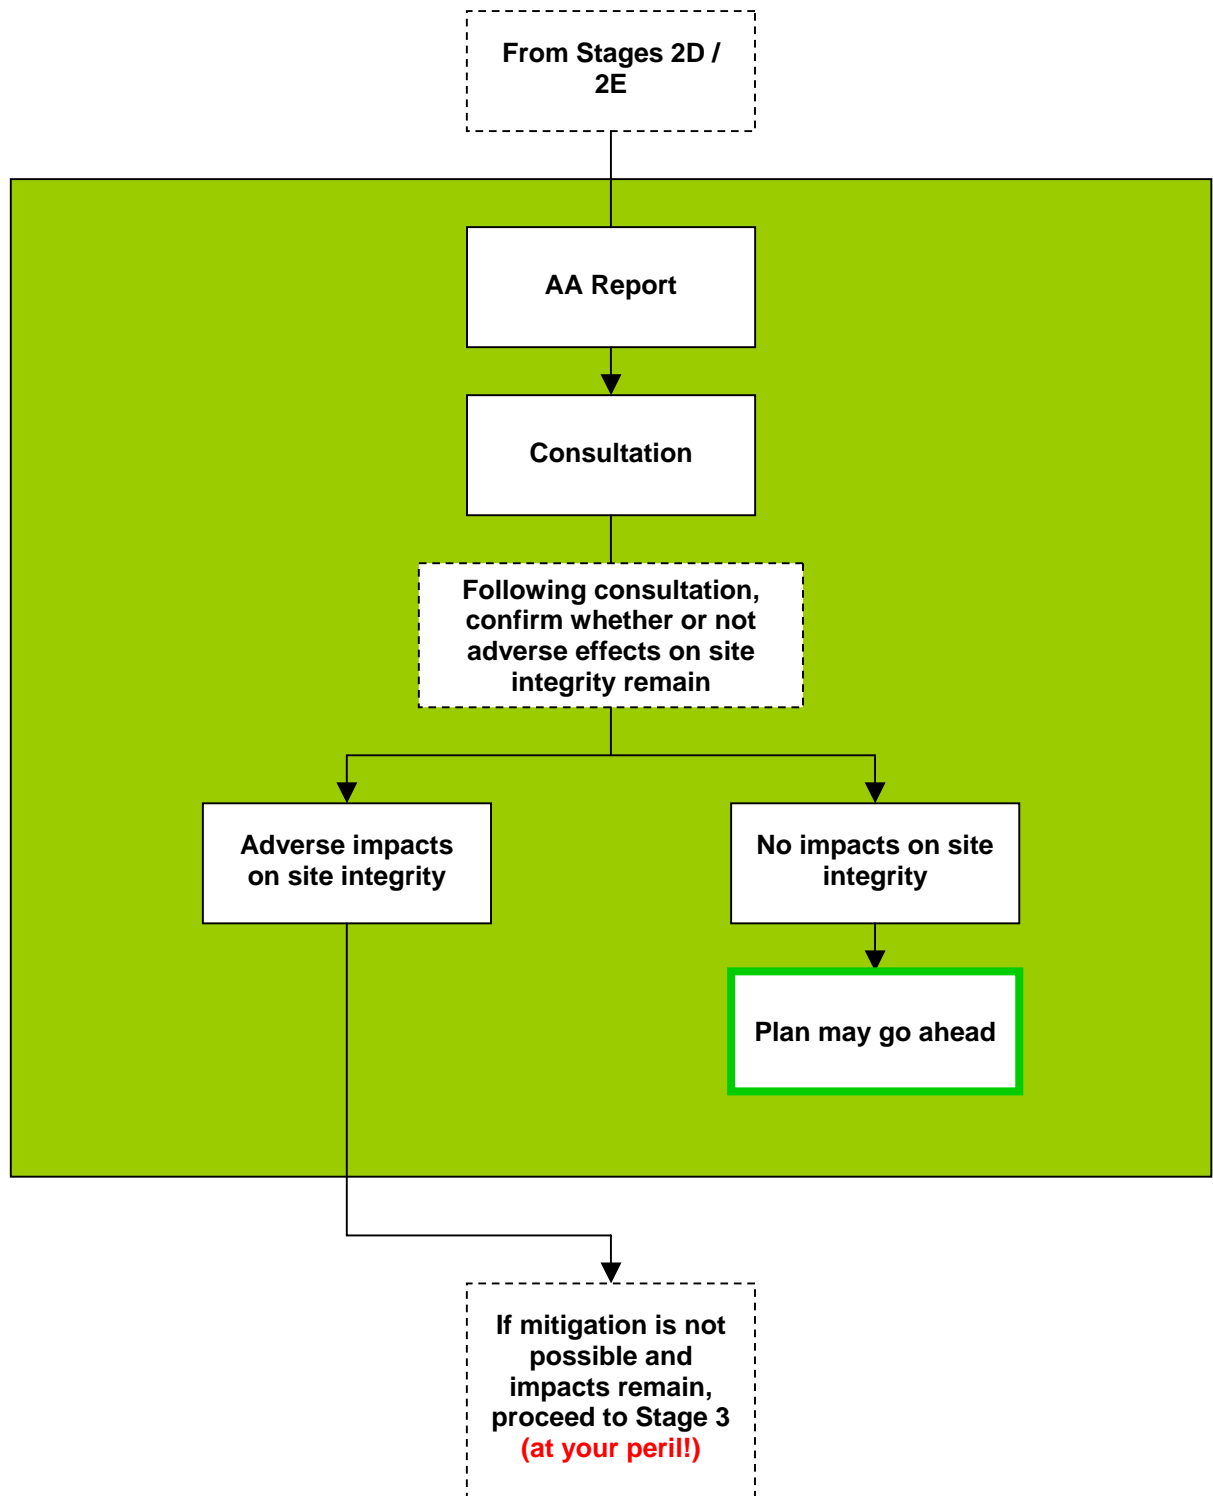 From Stages 2D /
2E
AA Report
Consultation
Following consultation,
confirm whether or not
adverse effects on site
integrity remain
Adverse impacts
on site integrity
No impacts on site
integrity
Plan may go ahead
If mitigation is not
possible and
impacts remain,
proceed to Stage 3
(at your peril!)